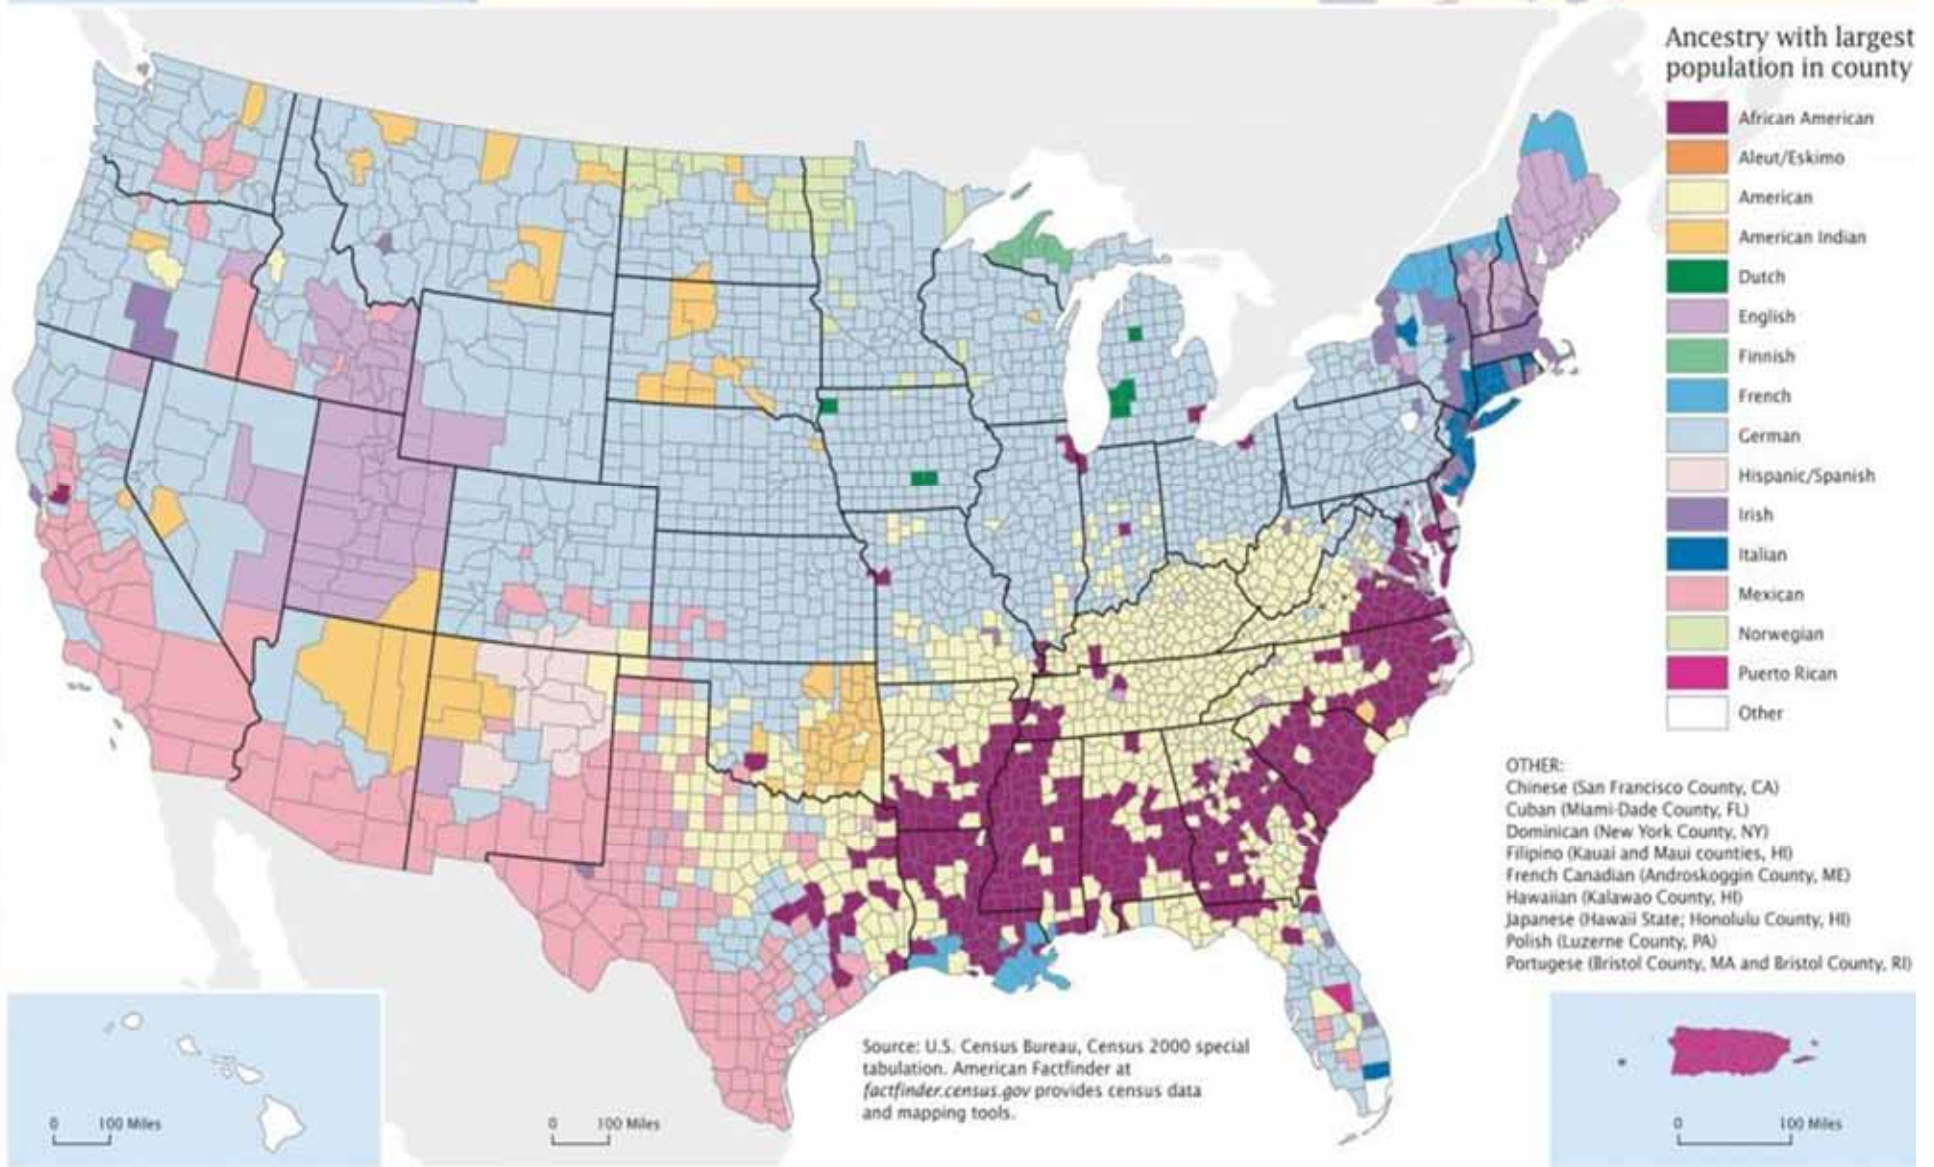 Ancestry with largest
population in county
African American
Aleut/Eskimo
American
American Indian
Dutch
English
Finnish
French
German
Hispanic/Spanish
Irish
Italian
Mexican
Norwegian
Puerto Rican
Other
OTHER:
Chinese (San Francisco County, CA)
Cuban (Miami-Dade County, FL)
Dominican (New York County, NY)
Filipino (Kauai and Maui counties, HI)
French Canadian (Androskoggin County, ME)
Hawaiian (Kalawao County, HI)
Japanese (Hawaii State; Honolulu County, HI)
Polish (Luzerne County, PA)
Portugese (Bristol County, MA and Bristol County, RI)
Source: U.S. Census Bureau, Census 2000 special
tabulation. American Factfinder at
factfinder.census.gov provides census data
and mapping tools.
0 100 Miles
0 100 Miles
0 100 Miles